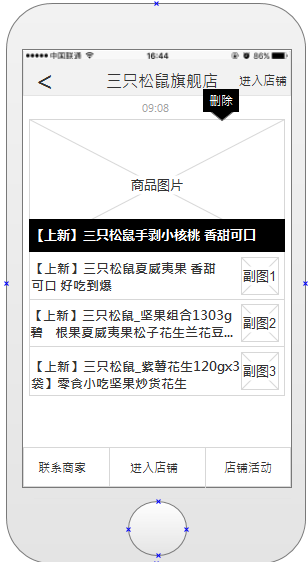 中国联通 16:44 86%
< 三只松鼠旗舰店 进入店铺
删除
09:08
商品图片
【上新】三只松鼠手剥小核桃 香甜可口
【上新】三只松鼠夏威夷果 香甜
可口 好吃到爆
副图1
【上新】三只松鼠_坚果组合1303g
碧 根果夏威夷果松子花生兰花豆...
副图2
【上新】三只松鼠_紫薯花生120gx3
袋】零食小吃坚果炒货花生
副图3
联系商家 进入店铺 店铺活动